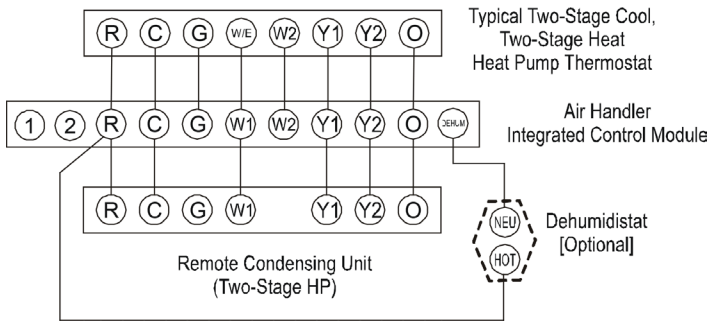 R C G W/E W2 Y1 Y2 O
Typical Two-Stage Cool,
Two-Stage Heat
Heat Pump Thermostat
1 2 R C G W1 W2 Y1 Y2 O DEHUM
Air Handler
Integrated Control Module
R C G W1 Y1 Y2 O
NEU
HOT
Dehumidistat
[Optional]
Remote Condensing Unit
(Two-Stage HP)